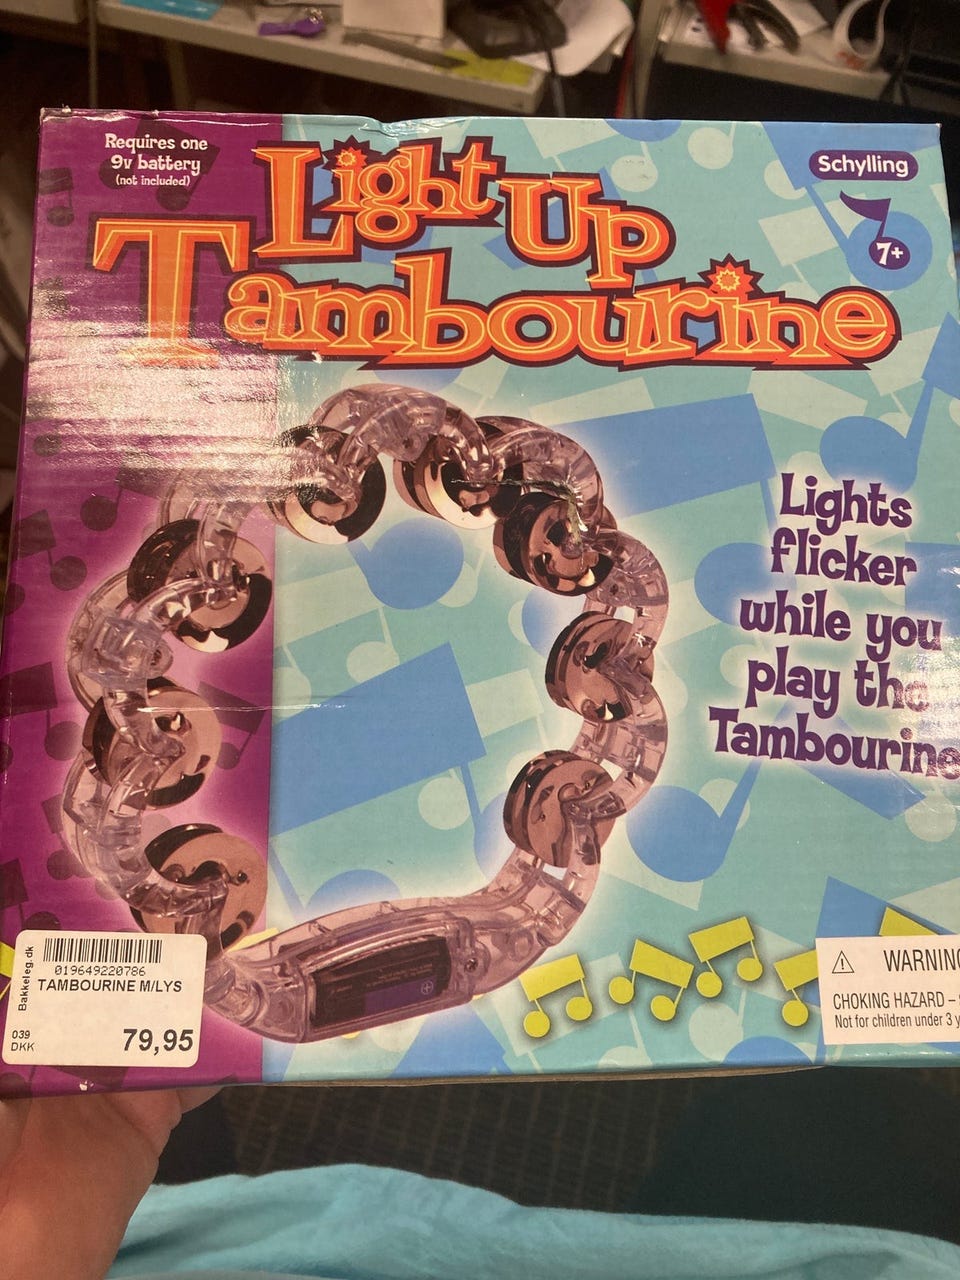 Requires one
9v battery
(not included)
Light Up
Tambourine
Schylling
7+
Lights
flicker
while you
play the
Tambourine
Bakkeleg.dk
019649220786
TAMBOURINE M/LYS
039
DKK
79,95
WARNING
CHOKING HAZARD –
Not for children under 3 y